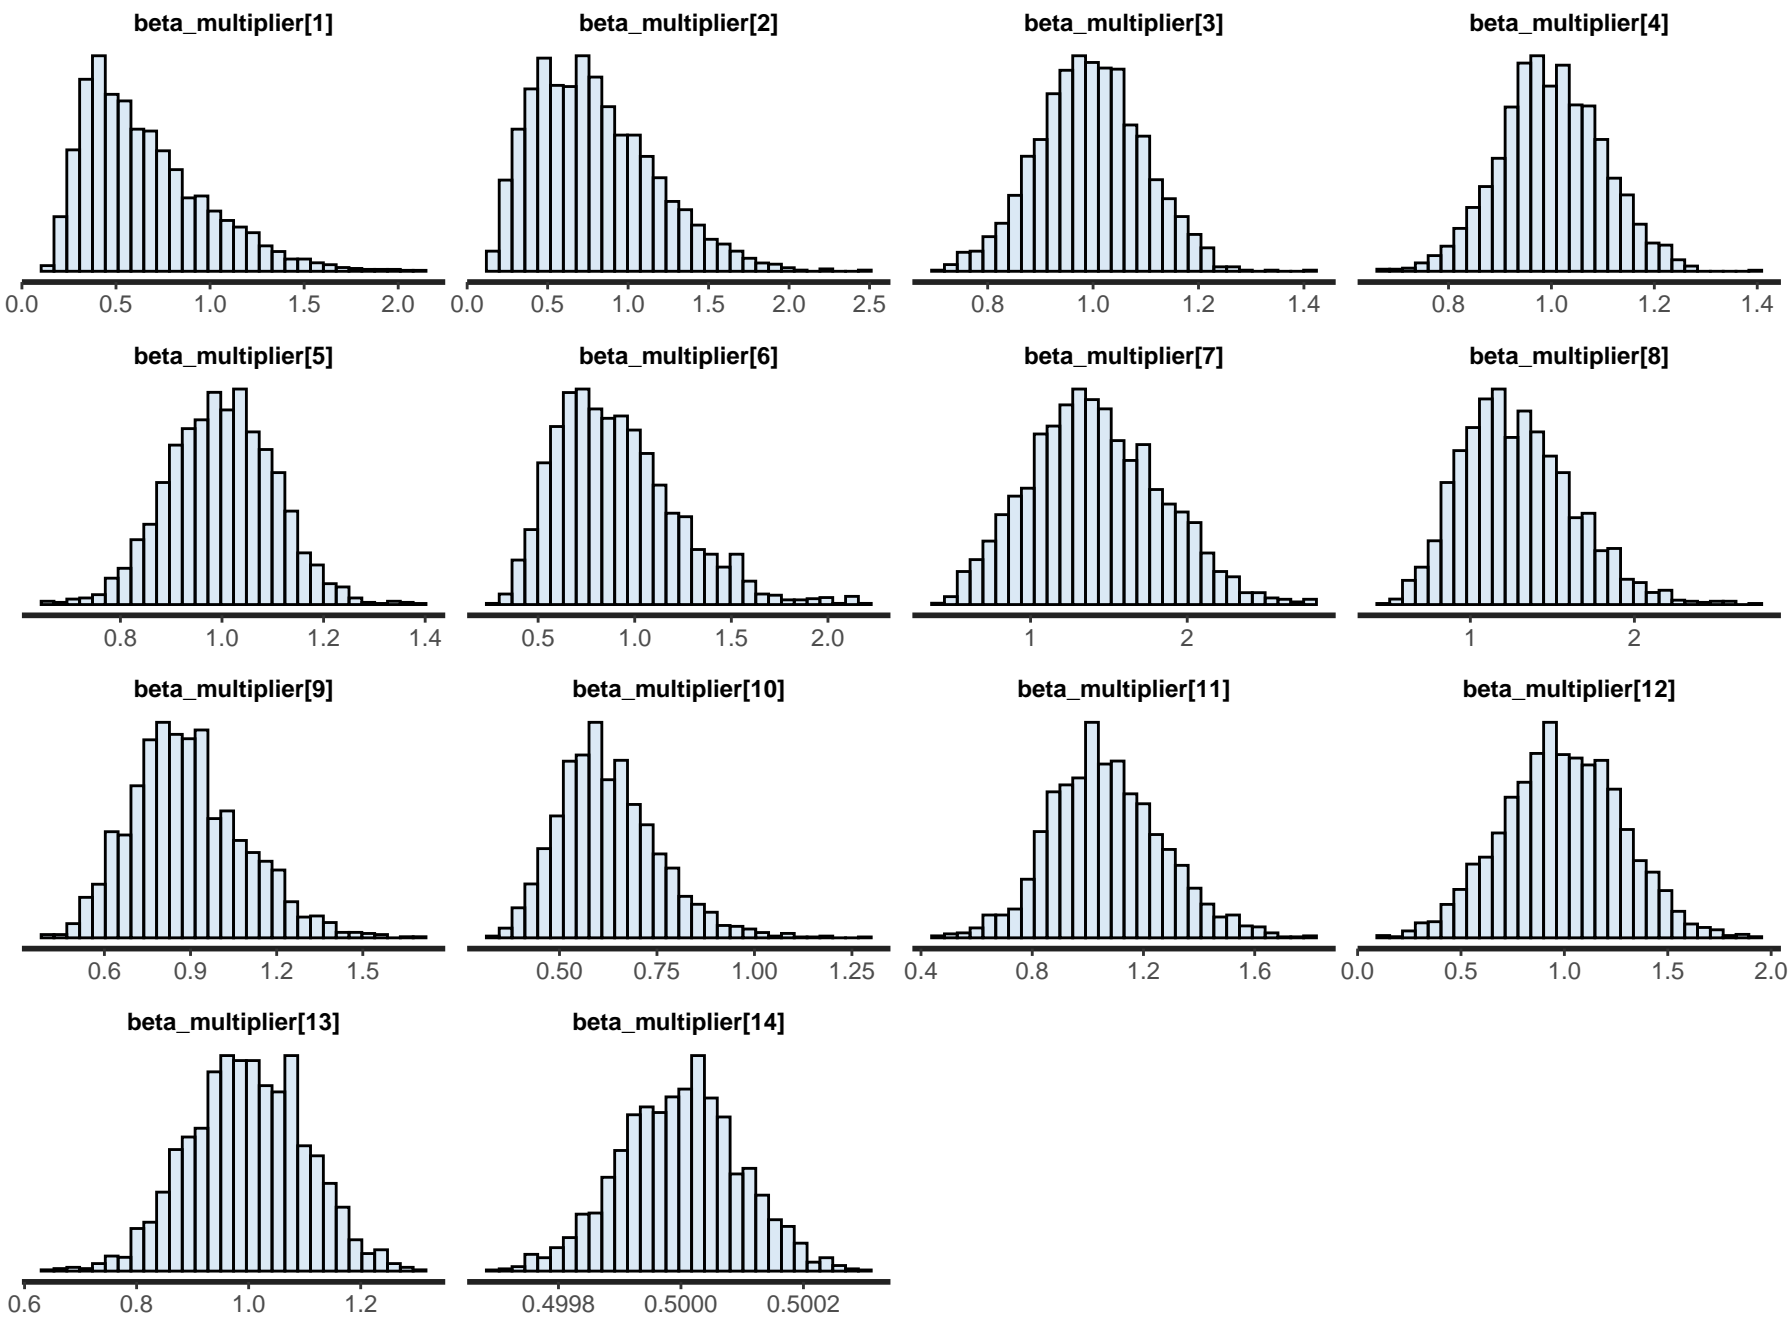 beta_multiplier[1] beta_multiplier[2] beta_multiplier[3] beta_multiplier[4]
0.0 0.5 1.0 1.5 2.0 0.0 0.5 1.0 1.5 2.0 2.5 0.8 1.0 1.2 1.4 0.8 1.0 1.2 1.4
beta_multiplier[5] beta_multiplier[6] beta_multiplier[7] beta_multiplier[8]
0.8 1.0 1.2 1.4 0.5 1.0 1.5 2.0 1 2 1 2
beta_multiplier[9] beta_multiplier[10] beta_multiplier[11] beta_multiplier[12]
0.6 0.9 1.2 1.5 0.50 0.75 1.00 1.25 0.4 0.8 1.2 1.6 0.0 0.5 1.0 1.5 2.0
beta_multiplier[13] beta_multiplier[14]
0.6 0.8 1.0 1.2 0.4998 0.5000 0.5002